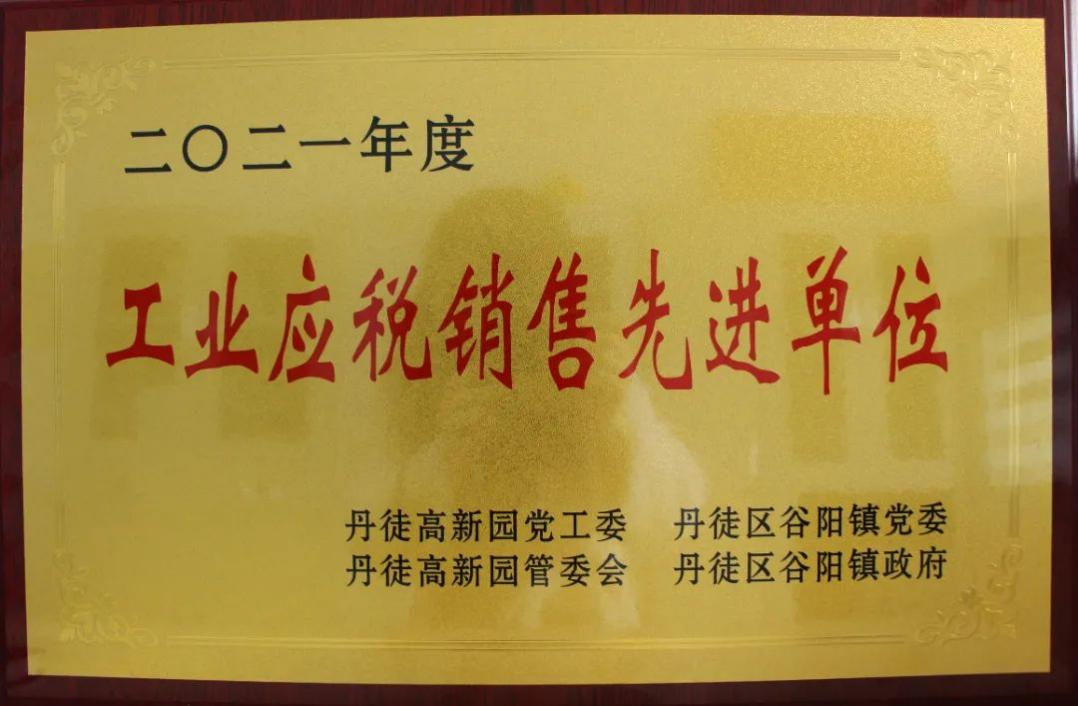 二〇二一年度
工业应税销售先进单位
丹徒高新园党工委 丹徒区谷阳镇党委
丹徒高新园管委会 丹徒区谷阳镇政府